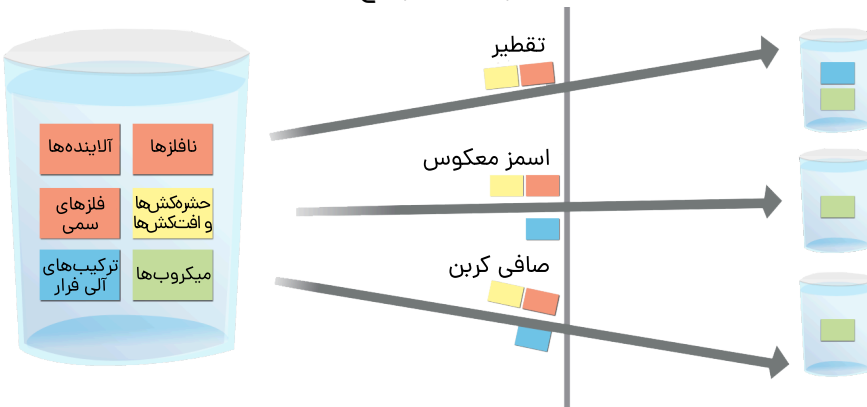 نافلزها
آلاینده‌ها
حشره‌کش‌ها
و افت‌کش‌ها
فلزهای
سمی
میکروب‌ها
ترکیب‌های
آلی فرار
تقطیر
اسمز معکوس
صافی کربن